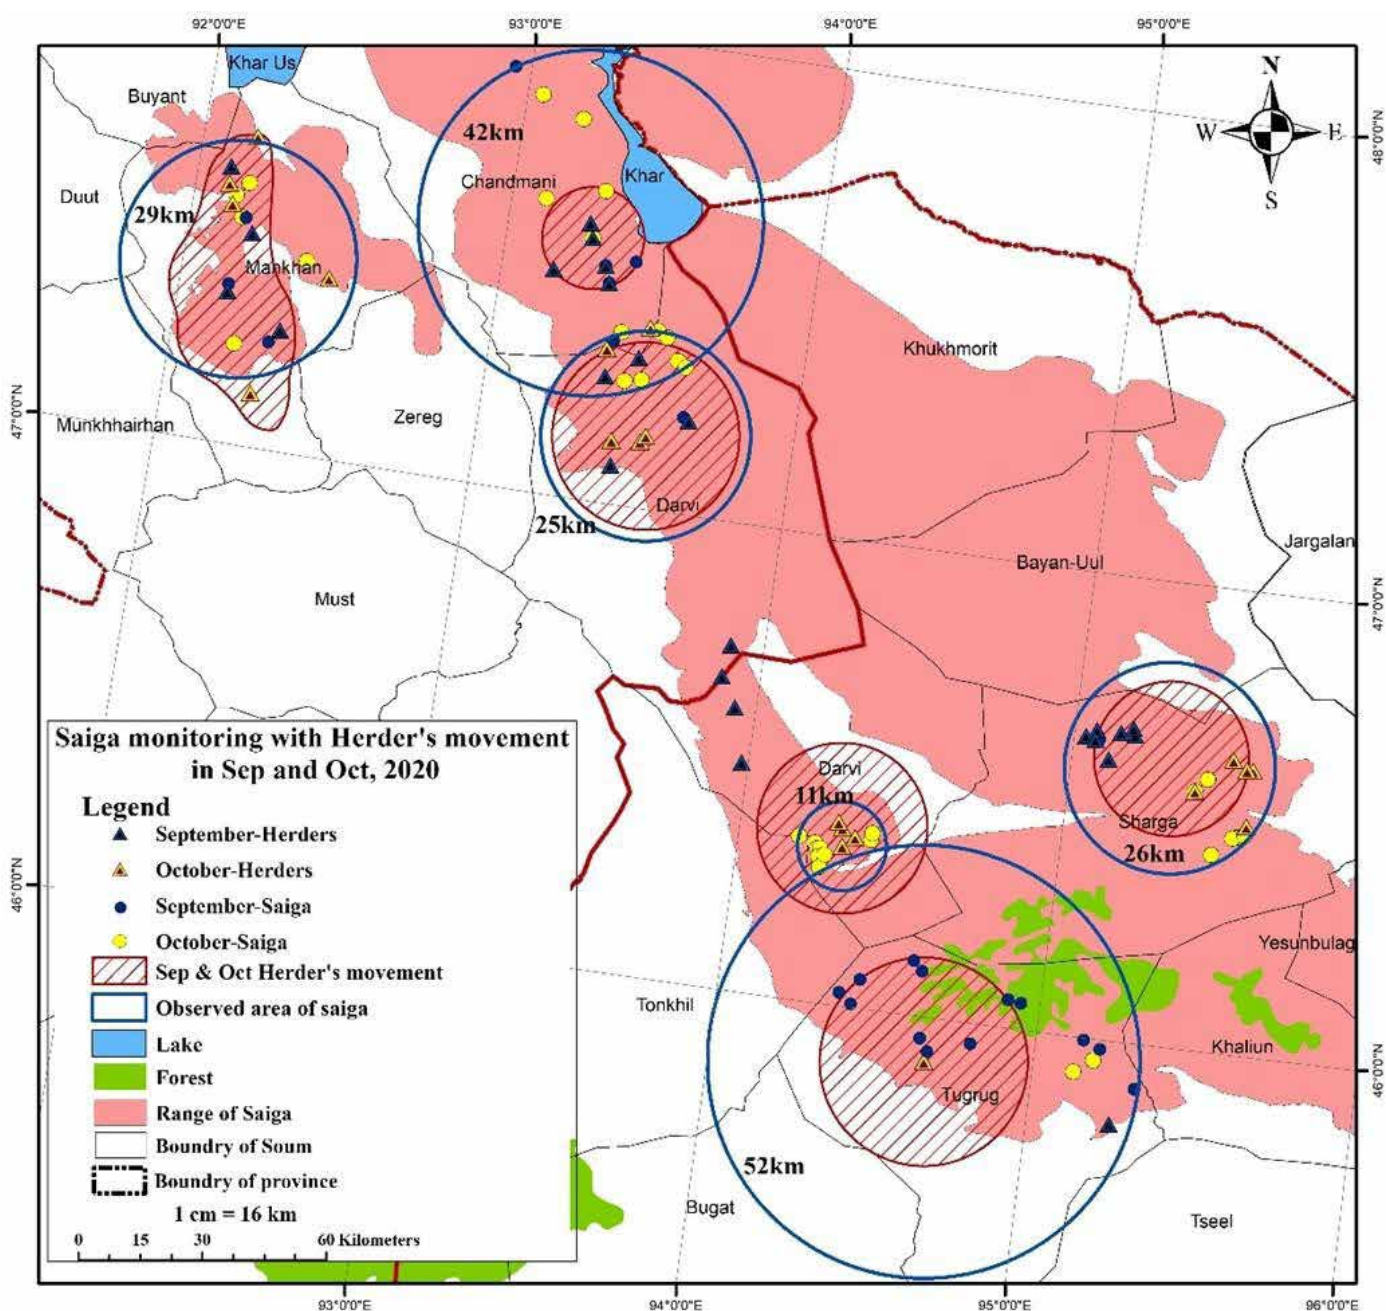 92°0'0"E 93°0'0"E 94°0'0"E 95°0'0"E
Khar Us
N
W E
S
Buyant
42km
48°0'0"N
Duut
Chandmani
Khar
29km
Mankhan
Khukhmorit
47°0'0"N
Munkhhairhan
Zereg
Darvi
25km
Jargalan
Bayan-Uul
Must
47°0'0"N
Saiga monitoring with Herder's movement
in Sep and Oct, 2020
Legend
September-Herders
October-Herders
September-Saiga
October-Saiga
Sep & Oct Herder's movement
Observed area of saiga
Lake
Forest
Range of Saiga
Boundry of Soum
Boundry of province
1 cm = 16 km
0 15 30 60 Kilometers
Darvi
11km
Sharga
26km
46°0'0"N
Yesunbulag
Tonkhil
Khaliun
46°0'0"N
Tugrug
52km
Bugat
Tseel
93°0'0"E 94°0'0"E 95°0'0"E 96°0'0"E